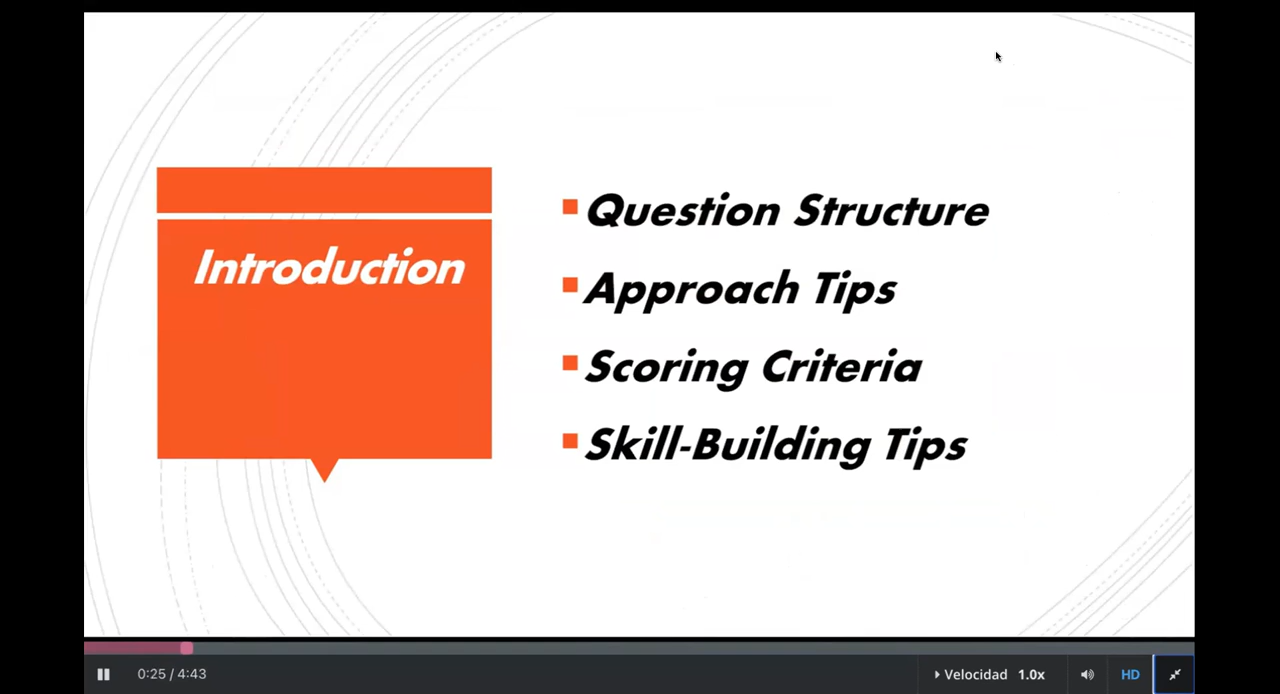 Introduction
Question Structure
Approach Tips
Scoring Criteria
Skill-Building Tips
0:25 / 4:43
Velocidad 1.0x
HD